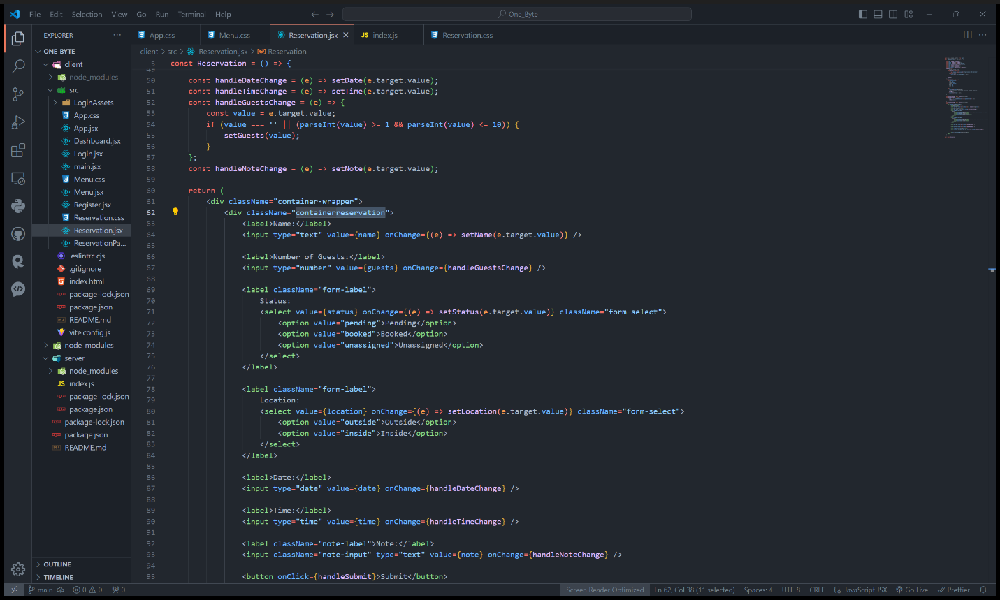 File Edit Selection View Go Run Terminal Help
One_Byte
EXPLORER
App.css
Menu.css
Reservation.jsx
JS index.js
Reservation.css
ONE_BYTE
client
node_modules
src
LoginAssets
App.css
App.jsx
Dashboard.jsx
Login.jsx
main.jsx
Menu.css
Menu.jsx
Register.jsx
Reservation.css
Reservation.jsx
ReservationPa...
.eslintrc.cjs
.gitignore
index.html
package-lock.json
package.json
README.md
vite.config.js
node_modules
server
node_modules
JS index.js
package-lock.json
package.json
package-lock.json
package.json
README.md
OUTLINE
TIMELINE
client > src > Reservation.jsx > Reservation
5 const Reservation = () => {
49
50 const handleDateChange = (e) => setDate(e.target.value);
51 const handleTimeChange = (e) => setTime(e.target.value);
52 const handleGuestsChange = (e) => {
53 const value = e.target.value;
54 if (value === '' || (parseInt(value) >= 1 && parseInt(value) <= 10)) {
55 setGuests(value);
56 }
57 };
58 const handleNoteChange = (e) => setNote(e.target.value);
59
60 return (
61 <div className="container-wrapper">
62 <div className="containerreservation">
63 <label>Name:</label>
64 <input type="text" value={name} onChange={(e) => setName(e.target.value)} />
65
66 <label>Number of Guests:</label>
67 <input type="number" value={guests} onChange={handleGuestsChange} />
68
69 <label className="form-label">
70 Status:
71 <select value={status} onChange={(e) => setStatus(e.target.value)} className="form-select">
72 <option value="pending">Pending</option>
73 <option value="booked">Booked</option>
74 <option value="unassigned">Unassigned</option>
75 </select>
76 </label>
77
78 <label className="form-label">
79 Location:
80 <select value={location} onChange={(e) => setLocation(e.target.value)} className="form-select">
81 <option value="outside">Outside</option>
82 <option value="inside">Inside</option>
83 </select>
84 </label>
85
86 <label>Date:</label>
87 <input type="date" value={date} onChange={handleDateChange} />
88
89 <label>Time:</label>
90 <input type="time" value={time} onChange={handleTimeChange} />
91
92 <label className="note-label">Note:</label>
93 <input className="note-input" type="text" value={note} onChange={handleNoteChange} />
94
95 <button onClick={handleSubmit}>Submit</button>
main 0 0 0 Screen Reader Optimized Ln 62, Col 38 (11 selected) Spaces: 4 UTF-8 CRLF JavaScript JSX Go Live Prettier